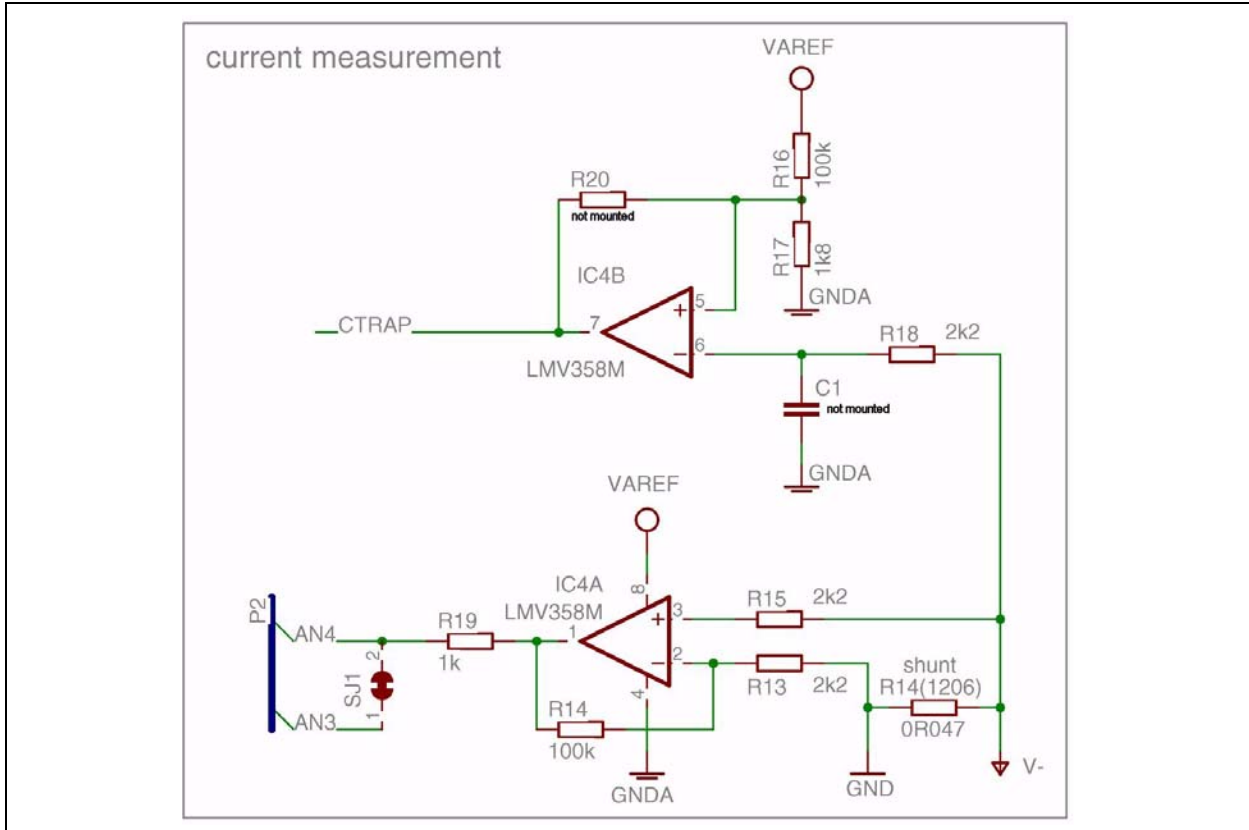 current measurement
VAREF
R16
100k
R20
not mounted
R17
1k8
IC4B
GNDA
5
+
CTRAP
7
6
−
R18
2k2
LMV358M
C1
not mounted
GNDA
VAREF
IC4A
8
LMV358M
P2
R19
1
3
+
R15
2k2
AN4
1k
2
−
shunt
2
R13
2k2
R14(1206)
SJ1
4
R14
AN3
1
0R047
100k
V-
GNDA
GND